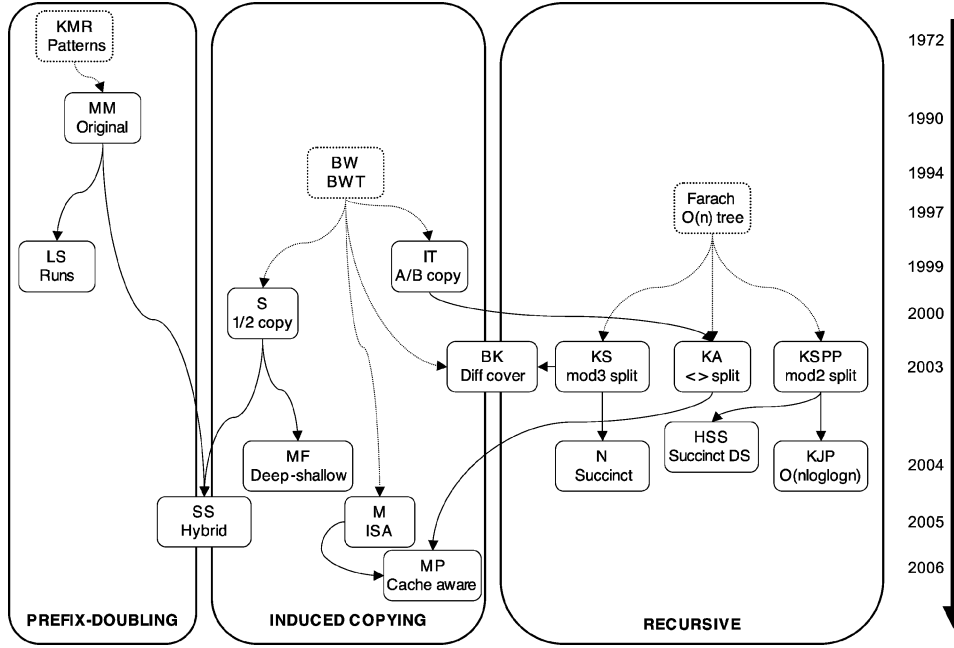 KMR
Patterns
1972
MM
Original
1990
BW
BWT
1994
Farach
O(n) tree
1997
LS
Runs
IT
A/B copy
1999
S
1/2 copy
2000
BK
Diff cover
KS
mod3 split
KA
<> split
KSPP
mod2 split
2003
MF
Deep-shallow
N
Succinct
HSS
Succinct DS
KJP
O(nloglogn)
2004
SS
Hybrid
M
ISA
2005
MP
Cache aware
2006
PREFIX-DOUBLING
INDUCED COPYING
RECURSIVE